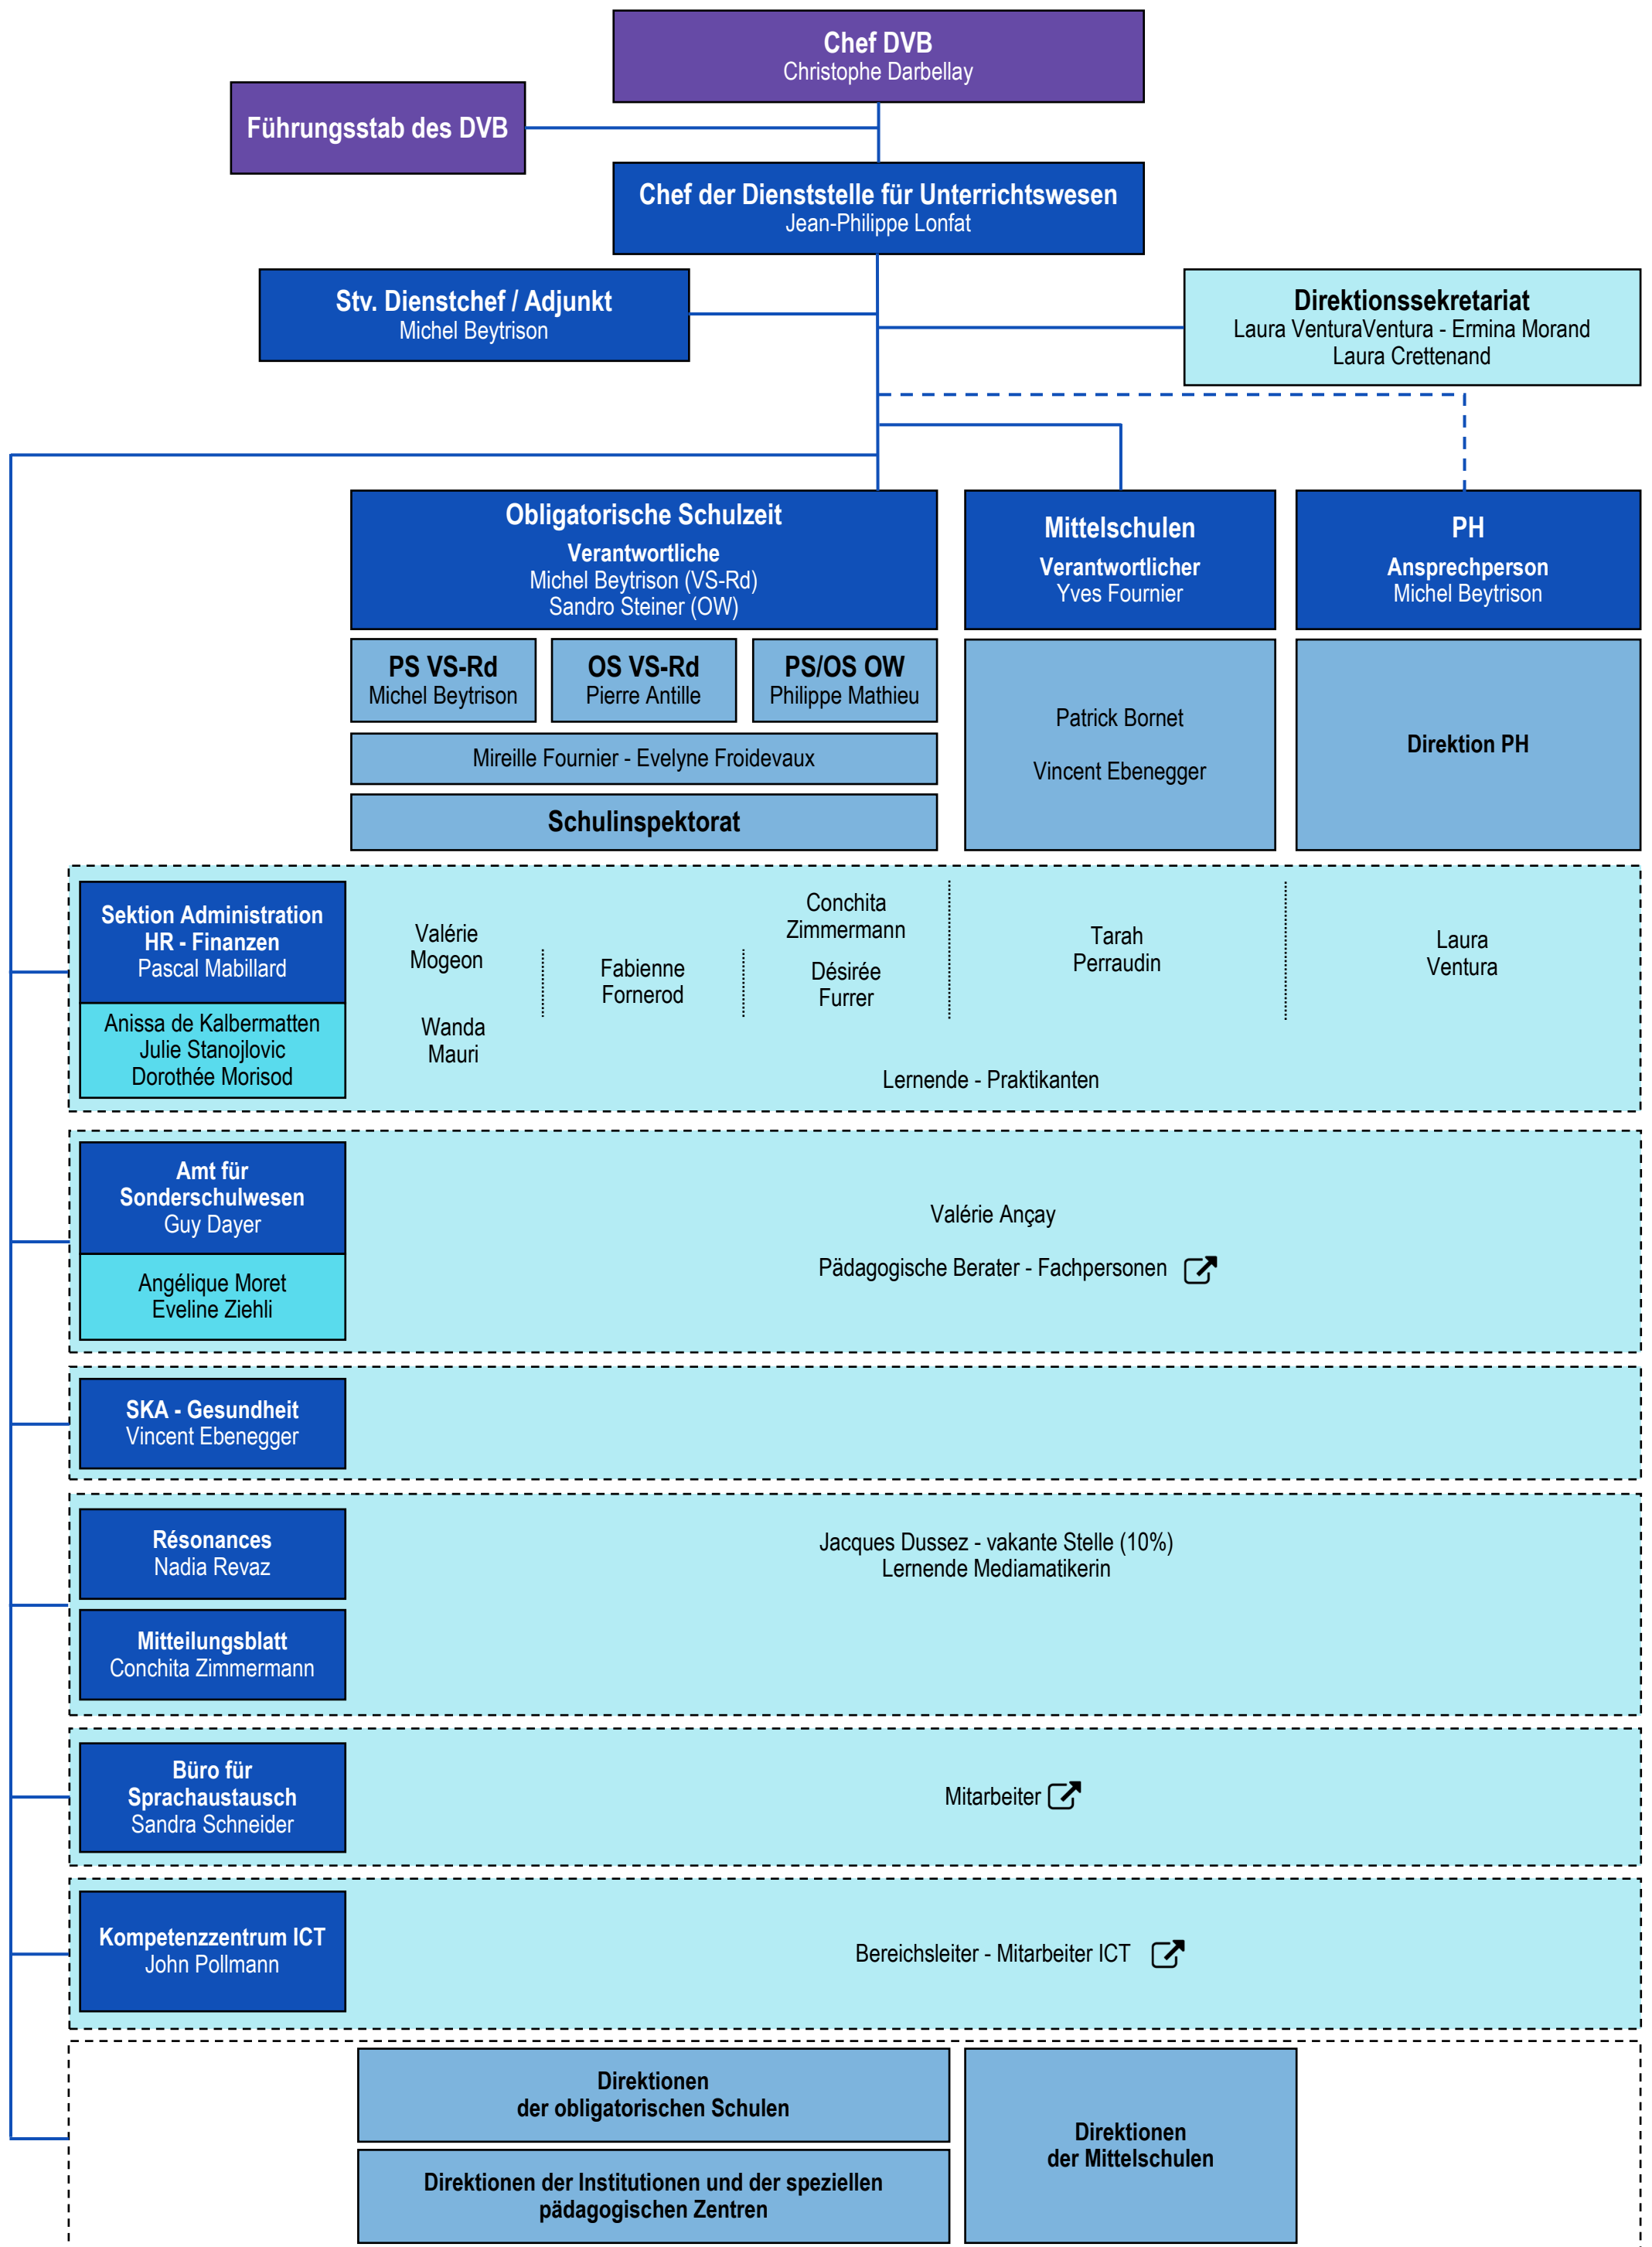 Chef DVB
Christophe Darbellay
Führungsstab des DVB
Chef der Dienststelle für Unterrichtswesen
Jean-Philippe Lonfat
Stv. Dienstchef / Adjunkt
Michel Beytrison
Direktionssekretariat
Laura VenturaVentura - Ermina Morand
Laura Crettenand
Obligatorische Schulzeit
Verantwortliche
Michel Beytrison (VS-Rd)
Sandro Steiner (OW)
Mittelschulen
Verantwortlicher
Yves Fournier
PH
Ansprechperson
Michel Beytrison
PS VS-Rd
Michel Beytrison
OS VS-Rd
Pierre Antille
PS/OS OW
Philippe Mathieu
Mireille Fournier - Evelyne Froidevaux
Schulinspektorat
Patrick Bornet
Vincent Ebenegger
Direktion PH
Sektion Administration
HR - Finanzen
Pascal Mabillard
Anissa de Kalbermatten
Julie Stanojlovic
Dorothée Morisod
Valérie
Mogeon
Wanda
Mauri
Fabienne
Fornerod
Conchita
Zimmermann
Désirée
Furrer
Tarah
Perraudin
Laura
Ventura
Lernende - Praktikanten
Amt für
Sonderschulwesen
Guy Dayer
Angélique Moret
Eveline Ziehli
Valérie Ançay
Pädagogische Berater - Fachpersonen
SKA - Gesundheit
Vincent Ebenegger
Résonances
Nadia Revaz
Jacques Dussez - vakante Stelle (10%)
Lernende Mediamatikerin
Mitteilungsblatt
Conchita Zimmermann
Büro für
Sprachaustausch
Sandra Schneider
Mitarbeiter
Kompetenzzentrum ICT
John Pollmann
Bereichsleiter - Mitarbeiter ICT
Direktionen
der obligatorischen Schulen
Direktionen der Institutionen und der speziellen
pädagogischen Zentren
Direktionen
der Mittelschulen